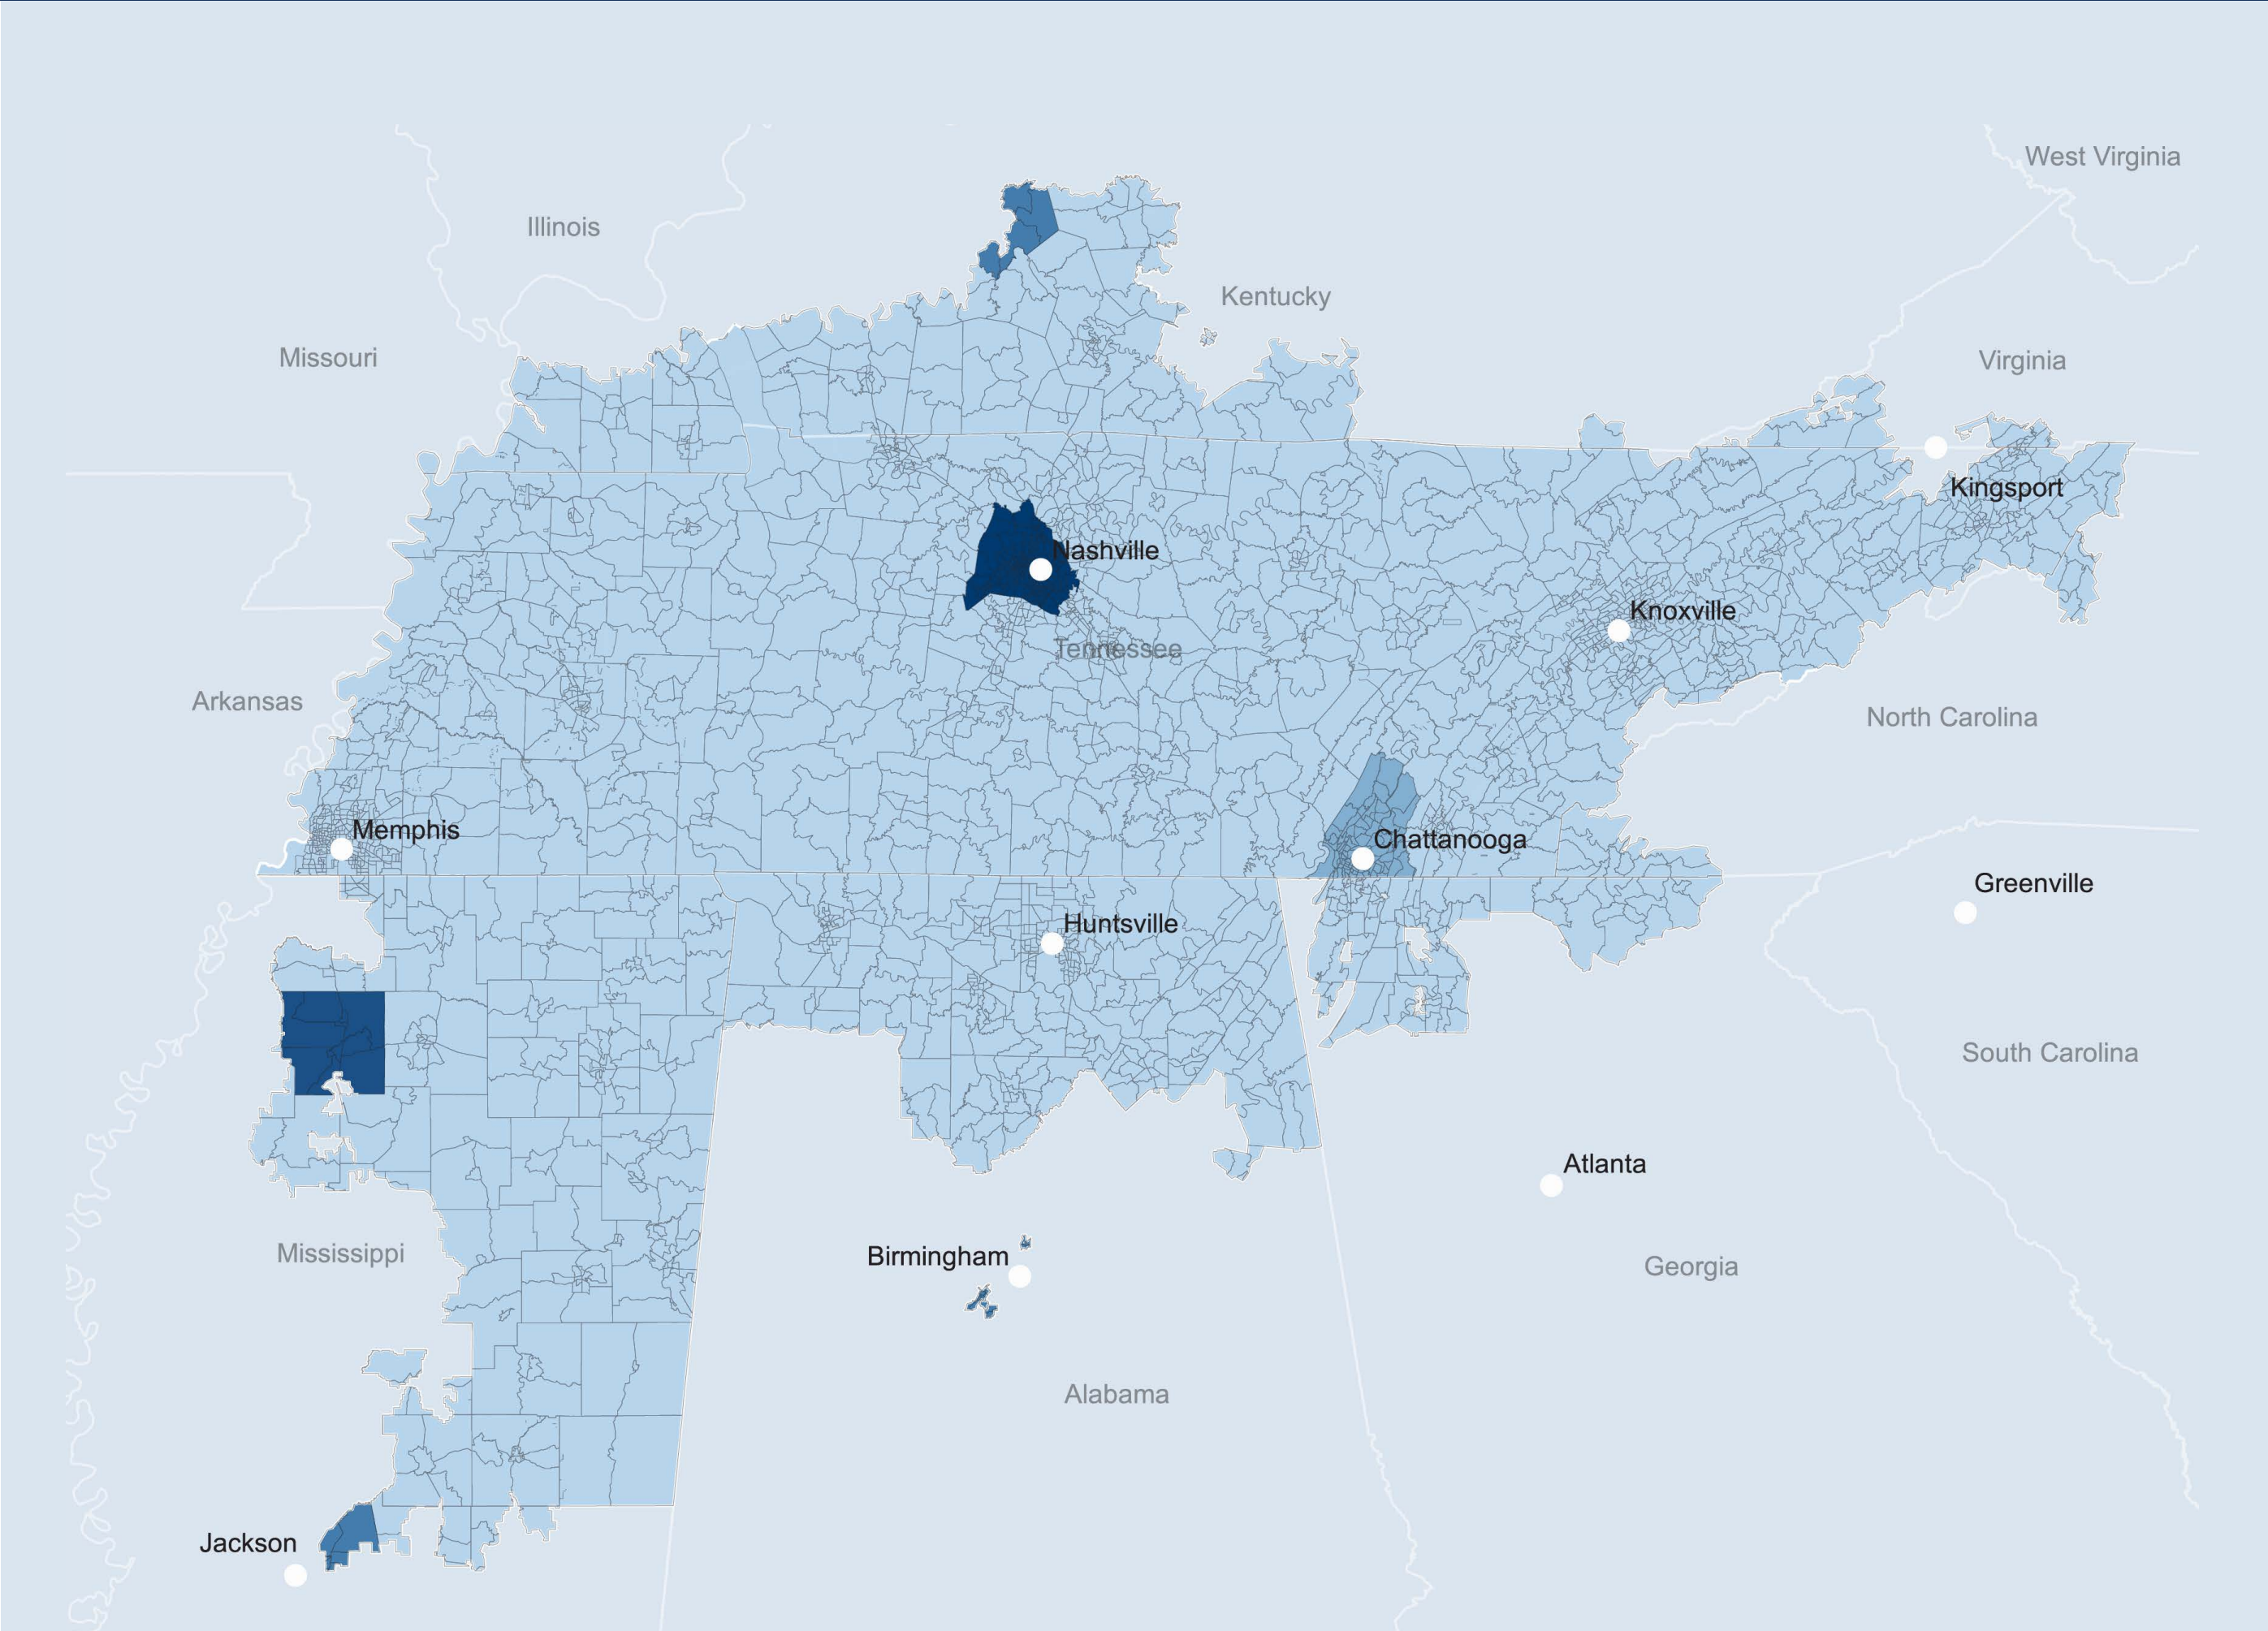 West Virginia
Illinois
Kentucky
Missouri
Virginia
Kingsport
Nashville
Knoxville
Tennessee
Arkansas
North Carolina
Memphis
Chattanooga
Greenville
Huntsville
South Carolina
Atlanta
Mississippi
Birmingham
Georgia
Alabama
Jackson